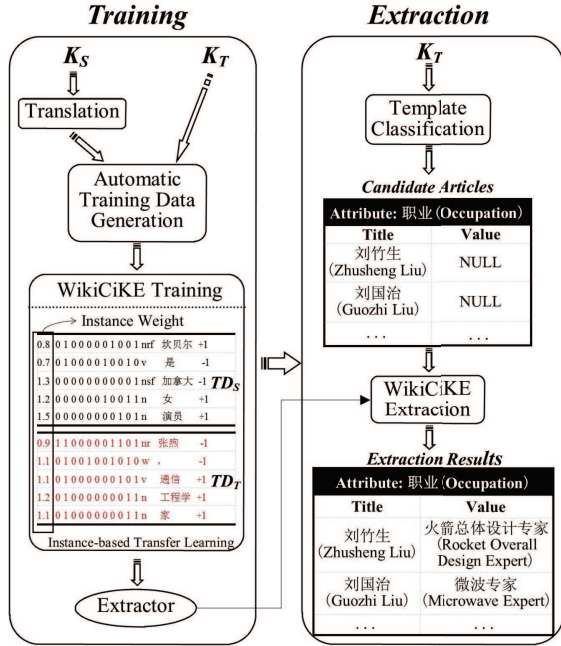 Training
K_S
K_T
Translation
Automatic
Training Data
Generation
WikiCiKE Training
Instance Weight
0.8 0 1 0 0 0 0 0 1 0 0 1 nrf 坎贝尔 +1
0.7 0 1 0 0 0 0 1 0 0 1 0 v 是 -1
1.3 0 0 0 0 0 0 0 0 0 0 1 nsf 加拿大 -1 TD_S
1.2 0 0 0 0 0 0 1 0 0 1 1 n 女 +1
1.5 0 0 0 0 0 0 0 0 1 0 1 n 演员 +1
0.9 1 1 0 0 0 0 0 1 1 0 1 nr 张煦 -1
1.1 0 1 0 0 1 0 0 1 0 1 0 w ， -1
1.1 0 1 0 0 0 0 0 0 1 0 1 v 通信 +1 TD_T
1.2 0 1 0 0 0 0 0 0 0 1 1 n 工程学 +1
1.1 0 1 0 0 0 0 0 0 0 1 1 n 家 +1
Instance-based Transfer Learning
Extractor
Extraction
K_T
Template
Classification
Candidate Articles
Attribute: 职业(Occupation)
Title Value
刘竹生
(Zhusheng Liu) NULL
刘国治
(Guozhi Liu) NULL
... ...
WikiCiKE
Extraction
Extraction Results
Attribute: 职业(Occupation)
Title Value
刘竹生 火箭总体设计专家
(Zhusheng Liu) (Rocket Overall
Design Expert)
刘国治 微波专家
(Guozhi Liu) (Microwave Expert)
... ...